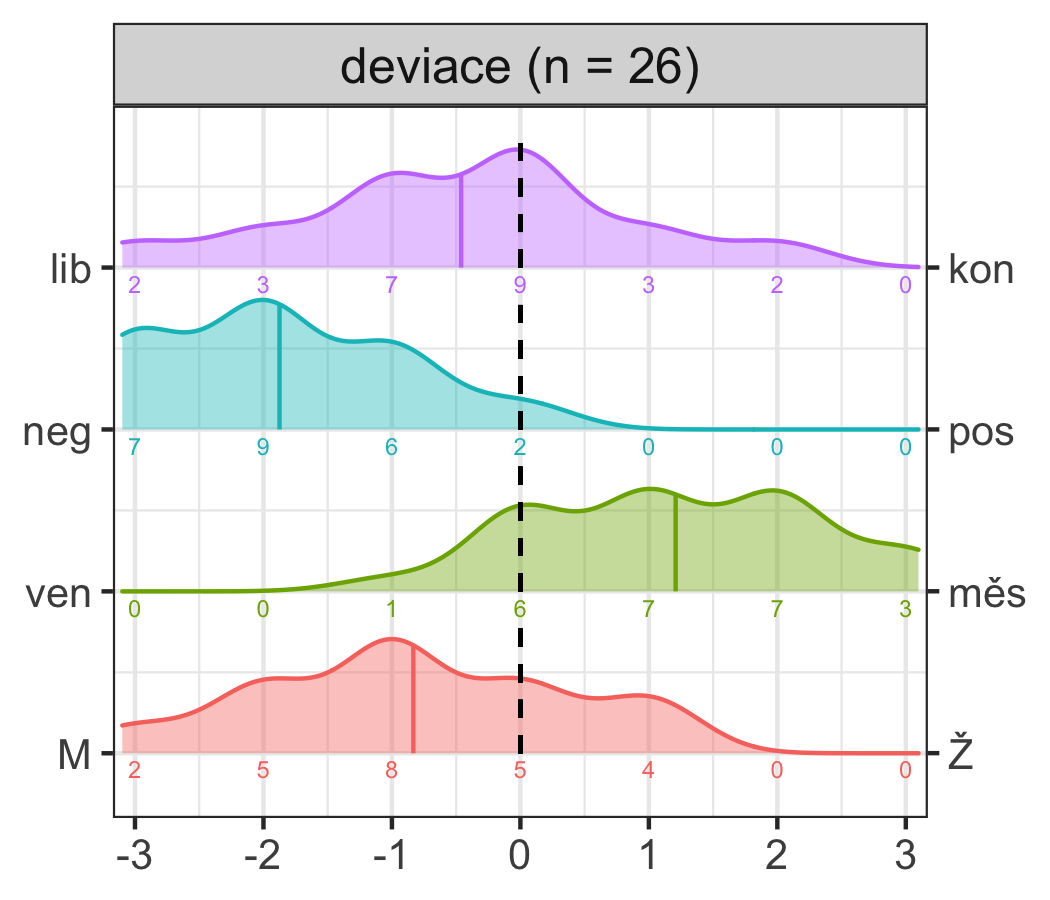 deviace (n = 26)
lib kon
2 3 7 9 3 2 0
neg pos
7 9 6 2 0 0 0
ven měs
0 0 1 6 7 7 3
M Ž
2 5 8 5 4 0 0
-3 -2 -1 0 1 2 3